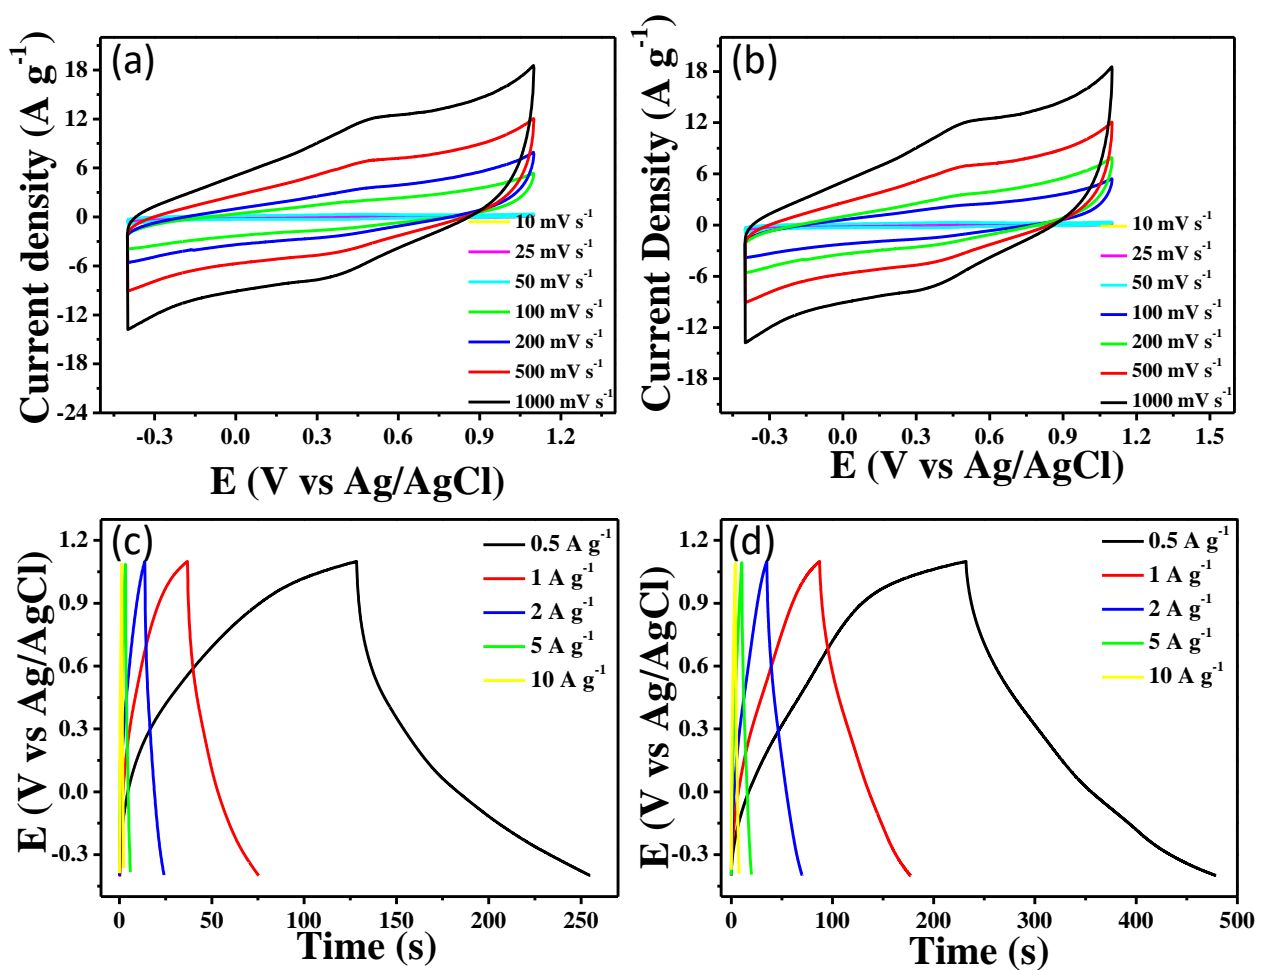 (a)
Current density (A g⁻¹)
18
12
6
0
-6
-12
-18
-24
10 mV s⁻¹
25 mV s⁻¹
50 mV s⁻¹
100 mV s⁻¹
200 mV s⁻¹
500 mV s⁻¹
1000 mV s⁻¹
-0.3 0.0 0.3 0.6 0.9 1.2
E (V vs Ag/AgCl)
(b)
Current Density (A g⁻¹)
18
12
6
0
-6
-12
-18
10 mV s⁻¹
25 mV s⁻¹
50 mV s⁻¹
100 mV s⁻¹
200 mV s⁻¹
500 mV s⁻¹
1000 mV s⁻¹
-0.3 0.0 0.3 0.6 0.9 1.2 1.5
E (V vs Ag/AgCl)
(c)
E (V vs Ag/AgCl)
1.2
0.9
0.6
0.3
0.0
-0.3
0.5 A g⁻¹
1 A g⁻¹
2 A g⁻¹
5 A g⁻¹
10 A g⁻¹
0 50 100 150 200 250
Time (s)
(d)
E (V vs Ag/AgCl)
1.2
0.9
0.6
0.3
0.0
-0.3
0.5 A g⁻¹
1 A g⁻¹
2 A g⁻¹
5 A g⁻¹
10 A g⁻¹
0 100 200 300 400 500
Time (s)